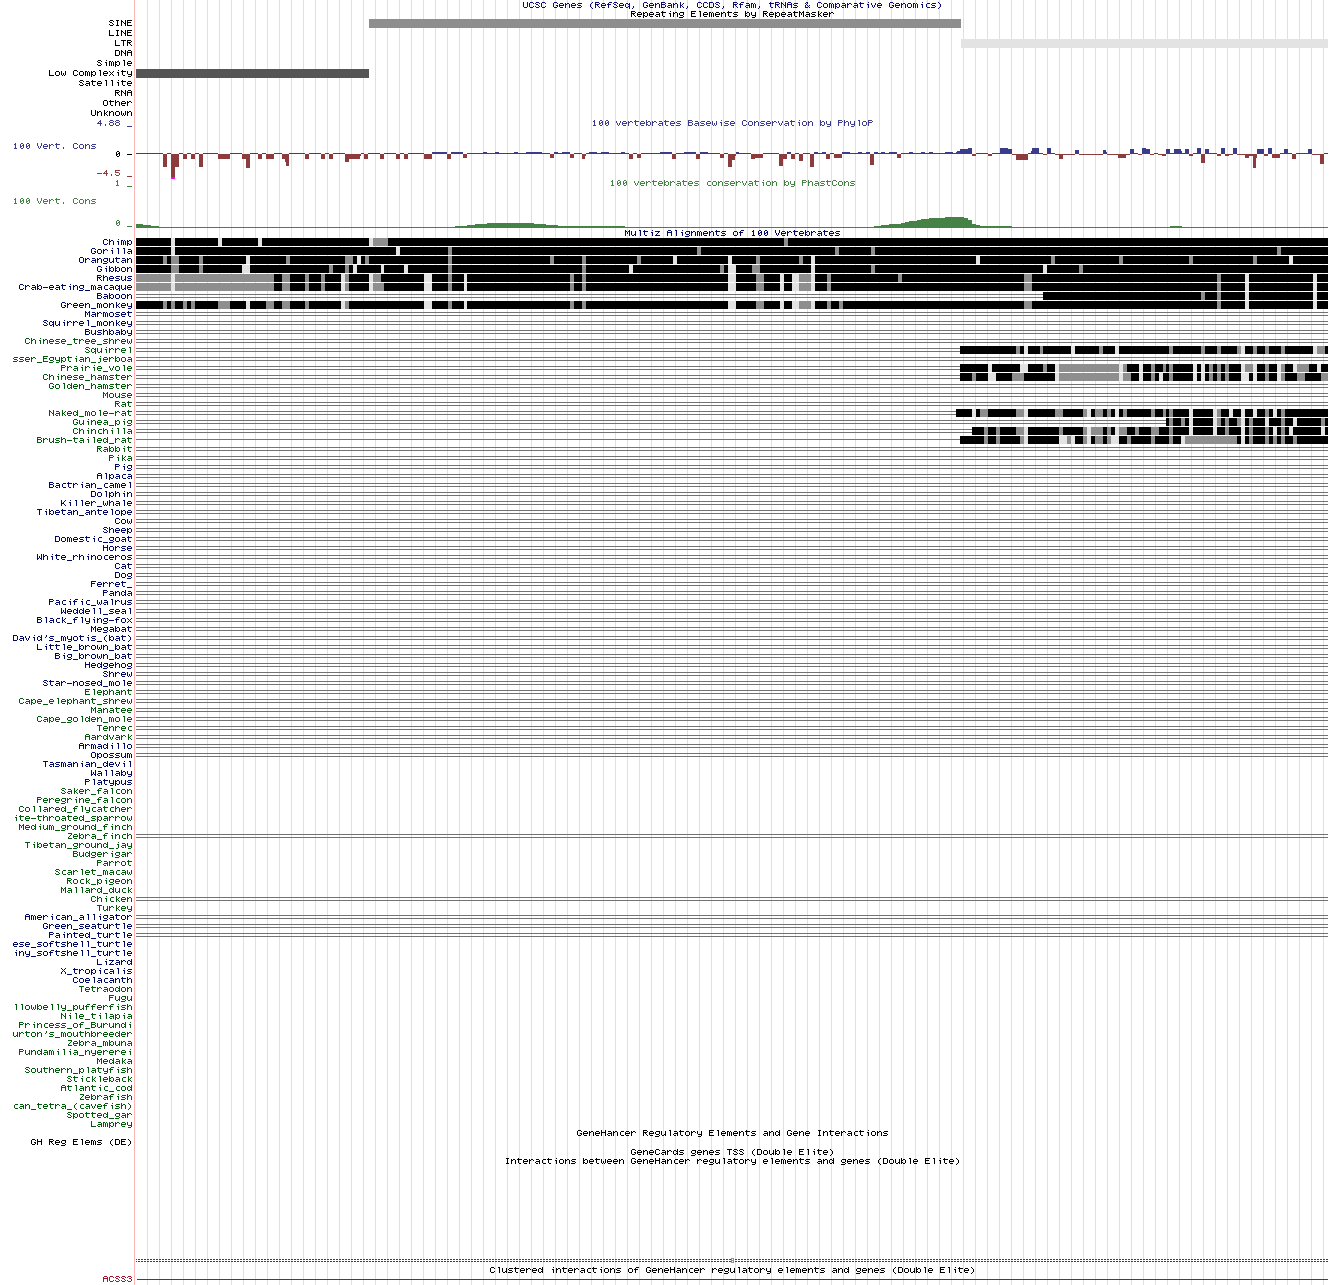 UCSC Genes (RefSeq, GenBank, CCDS, Rfam, tRNAs & Comparative Genomics)
Repeating Elements by RepeatMasker
SINE
LINE
LTR
DNA
Simple
Low Complexity
Satellite
RNA
Other
Unknown
100 vertebrates Basewise Conservation by PhyloP
4.88 _
100 Vert. Cons
0 -
-4.5 _
100 vertebrates conservation by PhastCons
1 _
100 Vert. Cons
0 _
Multiz Alignments of 100 Vertebrates
Chimp
Gorilla
Orangutan
Gibbon
Rhesus
Crab-eating_macaque
Baboon
Green_monkey
Marmoset
Squirrel_monkey
Bushbaby
Chinese_tree_shrew
Squirrel
sser_Egyptian_jerboa
Prairie_vole
Chinese_hamster
Golden_hamster
Mouse
Rat
Naked_mole-rat
Guinea_pig
Chinchilla
Brush-tailed_rat
Rabbit
Pika
Pig
Alpaca
Bactrian_camel
Dolphin
Killer_whale
Tibetan_antelope
Cow
Sheep
Domestic_goat
Horse
White_rhinoceros
Cat
Dog
Ferret_
Panda
Pacific_walrus
Weddell_seal
Black_flying-fox
Megabat
David's_myotis_(bat)
Little_brown_bat
Big_brown_bat
Hedgehog
Shrew
Star-nosed_mole
Elephant
Cape_elephant_shrew
Manatee
Cape_golden_mole
Tenrec
Aardvark
Armadillo
Opossum
Tasmanian_devil
Wallaby
Platypus
Saker_falcon
Peregrine_falcon
Collared_flycatcher
ite-throated_sparrow
Medium_ground_finch
Zebra_finch
Tibetan_ground_jay
Budgerigar
Parrot
Scarlet_macaw
Rock_pigeon
Mallard_duck
Chicken
Turkey
American_alligator
Green_seaturtle
Painted_turtle
ese_softshell_turtle
iny_softshell_turtle
Lizard
X_tropicalis
Coelacanth
Tetraodon
Fugu
llowbelly_pufferfish
Nile_tilapia
Princess_of_Burundi
urton's_mouthbreeder
Zebra_mbuna
Pundamilia_nyererei
Medaka
Southern_platyfish
Stickleback
Atlantic_cod
Zebrafish
can_tetra_(cavefish)
Spotted_gar
Lamprey
GeneHancer Regulatory Elements and Gene Interactions
GH Reg Elems (DE)
GeneCards genes TSS (Double Elite)
Interactions between GeneHancer regulatory elements and genes (Double Elite)
Clustered interactions of GeneHancer regulatory elements and genes (Double Elite)
ACSS3